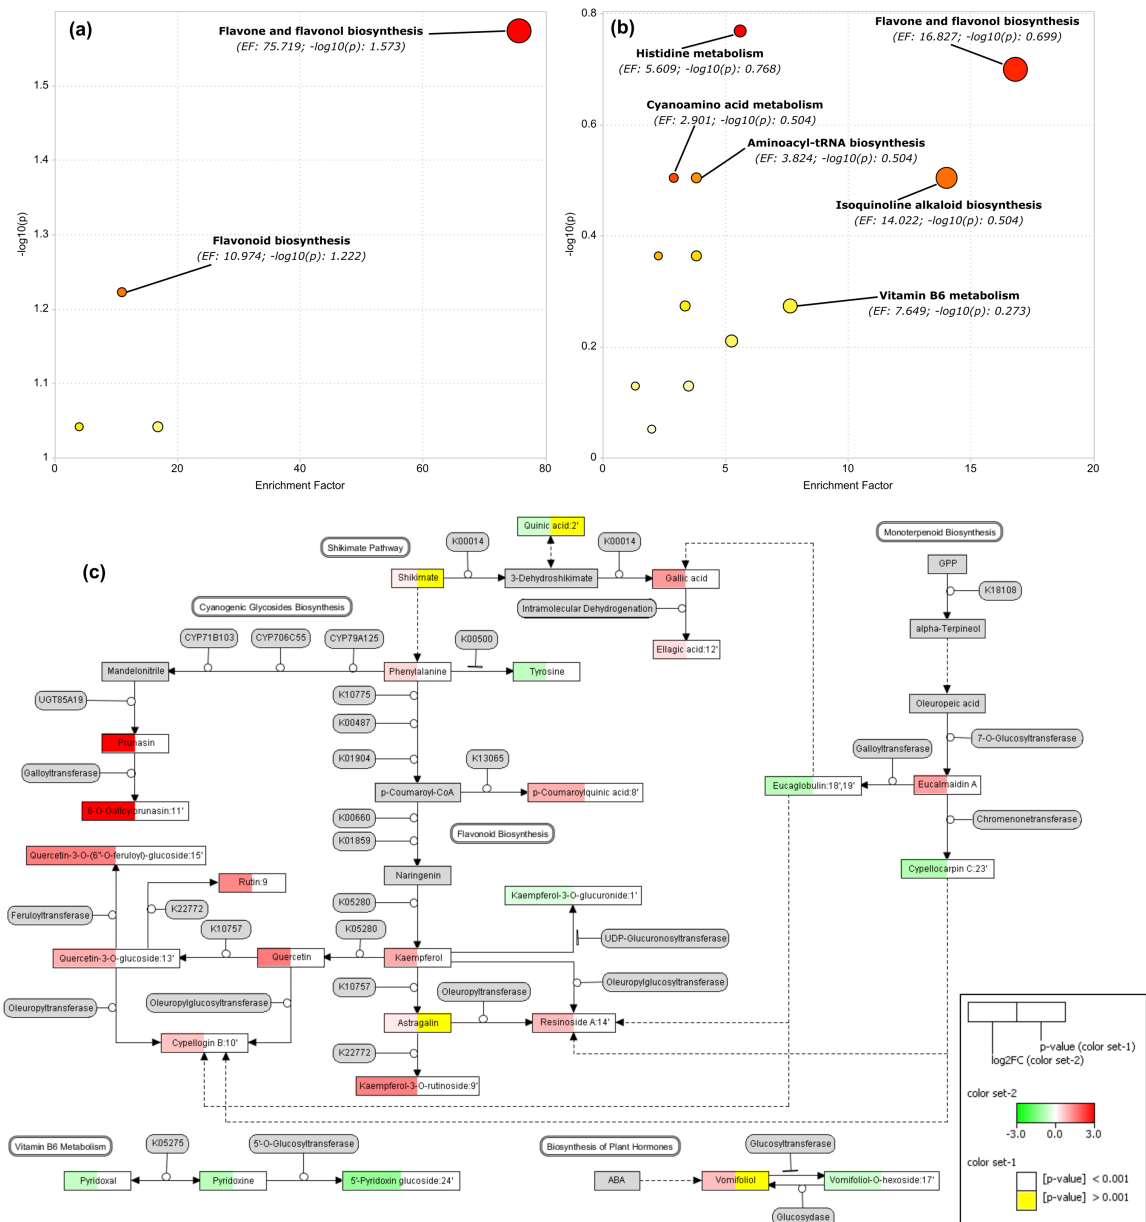 (a)
Flavone and flavonol biosynthesis
(EF: 75.719; -log10(p): 1.573)
Flavonoid biosynthesis
(EF: 10.974; -log10(p): 1.222)
-log10(p)
1.5
1.4
1.3
1.2
1.1
1
0
20
40
60
80
Enrichment Factor
(b)
Flavone and flavonol biosynthesis
(EF: 16.827; -log10(p): 0.699)
Histidine metabolism
(EF: 5.609; -log10(p): 0.768)
Cyanoamino acid metabolism
(EF: 2.901; -log10(p): 0.504)
Aminoacyl-tRNA biosynthesis
(EF: 3.824; -log10(p): 0.504)
Isoquinoline alkaloid biosynthesis
(EF: 14.022; -log10(p): 0.504)
Vitamin B6 metabolism
(EF: 7.649; -log10(p): 0.273)
-log10(p)
0.8
0.6
0.4
0.2
0
0
5
10
15
20
Enrichment Factor
(c)
Quinic acid:2'
Shikimate Pathway
K00014
K00014
Shikimate
3-Dehydroshikimate
Gallic acid
Intramolecular Dehydrogenation
Ellagic acid:12'
Monoterpenoid Biosynthesis
GPP
K18108
alpha-Terpineol
Oleuropeic acid
7-O-Glucosyltransferase
Galloyltransferase
Eucaglobulin:18',19'
Eucalmaidin A
Chromenonetransferase
Cypellocarpin C:23'
Cyanogenic Glycosides Biosynthesis
CYP71B103
CYP706C55
CYP79A125
K00500
Mandelonitrile
Phenylalanine
Tyrosine
UGT85A19
Prunasin
Galloyltransferase
6-O-Galloylprunasin:11'
K10775
K00487
K01904
K13065
p-Coumaroyl-CoA
p-Coumaroylquinic acid:8'
K00660
K01859
Flavonoid Biosynthesis
Naringenin
Quercetin-3-O-(6''-O-feruloyl)-glucoside:15'
Rutin:9
Feruloyltransferase
K22772
K10757
K05280
K05280
Kaempferol-3-O-glucuronide:1'
UDP-Glucuronosyltransferase
Quercetin-3-O-glucoside:13'
Quercetin
Kaempferol
Oleuropyltransferase
Oleuropylglucosyltransferase
K10757
Oleuropyltransferase
Oleuropylglucosyltransferase
Cypellogin B:10'
Astragalin
Resinoside A:14'
K22772
Kaempferol-3-O-rutinoside:9'
Vitamin B6 Metabolism
K05275
5'-O-Glucosyltransferase
Pyridoxal
Pyridoxine
5'-Pyridoxin glucoside:24'
Biosynthesis of Plant Hormones
Glucosyltransferase
ABA
Vomifoliol
Vomifoliol-O-hexoside:17'
Glucosydase
p-value (color set-1)
log2FC (color set-2)
color set-2
-3.0
0.0
3.0
color set-1
[p-value] < 0.001
[p-value] > 0.001